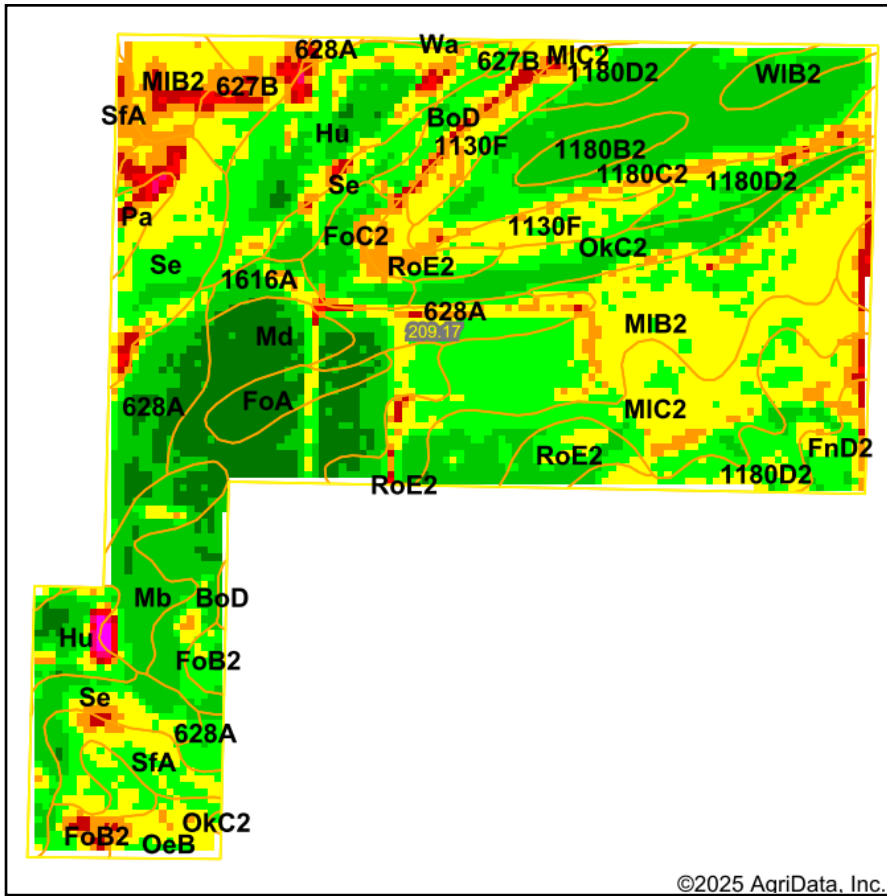 628A
Wa
MIC2
627B
1180D2
WIB2
MIB2
627B
SfA
BoD
Hu
1130F
1180B2
Se
1180C2
1180D2
Pa
1130F
FoC2
OkC2
Se
RoE2
1616A
628A
MIB2
209.17
Md
628A
FoA
MIC2
RoE2
FnD2
1180D2
RoE2
Mb
BoD
Hu
FoB2
Se
628A
SfA
OkC2
FoB2
OeB
©2025 AgriData, Inc.